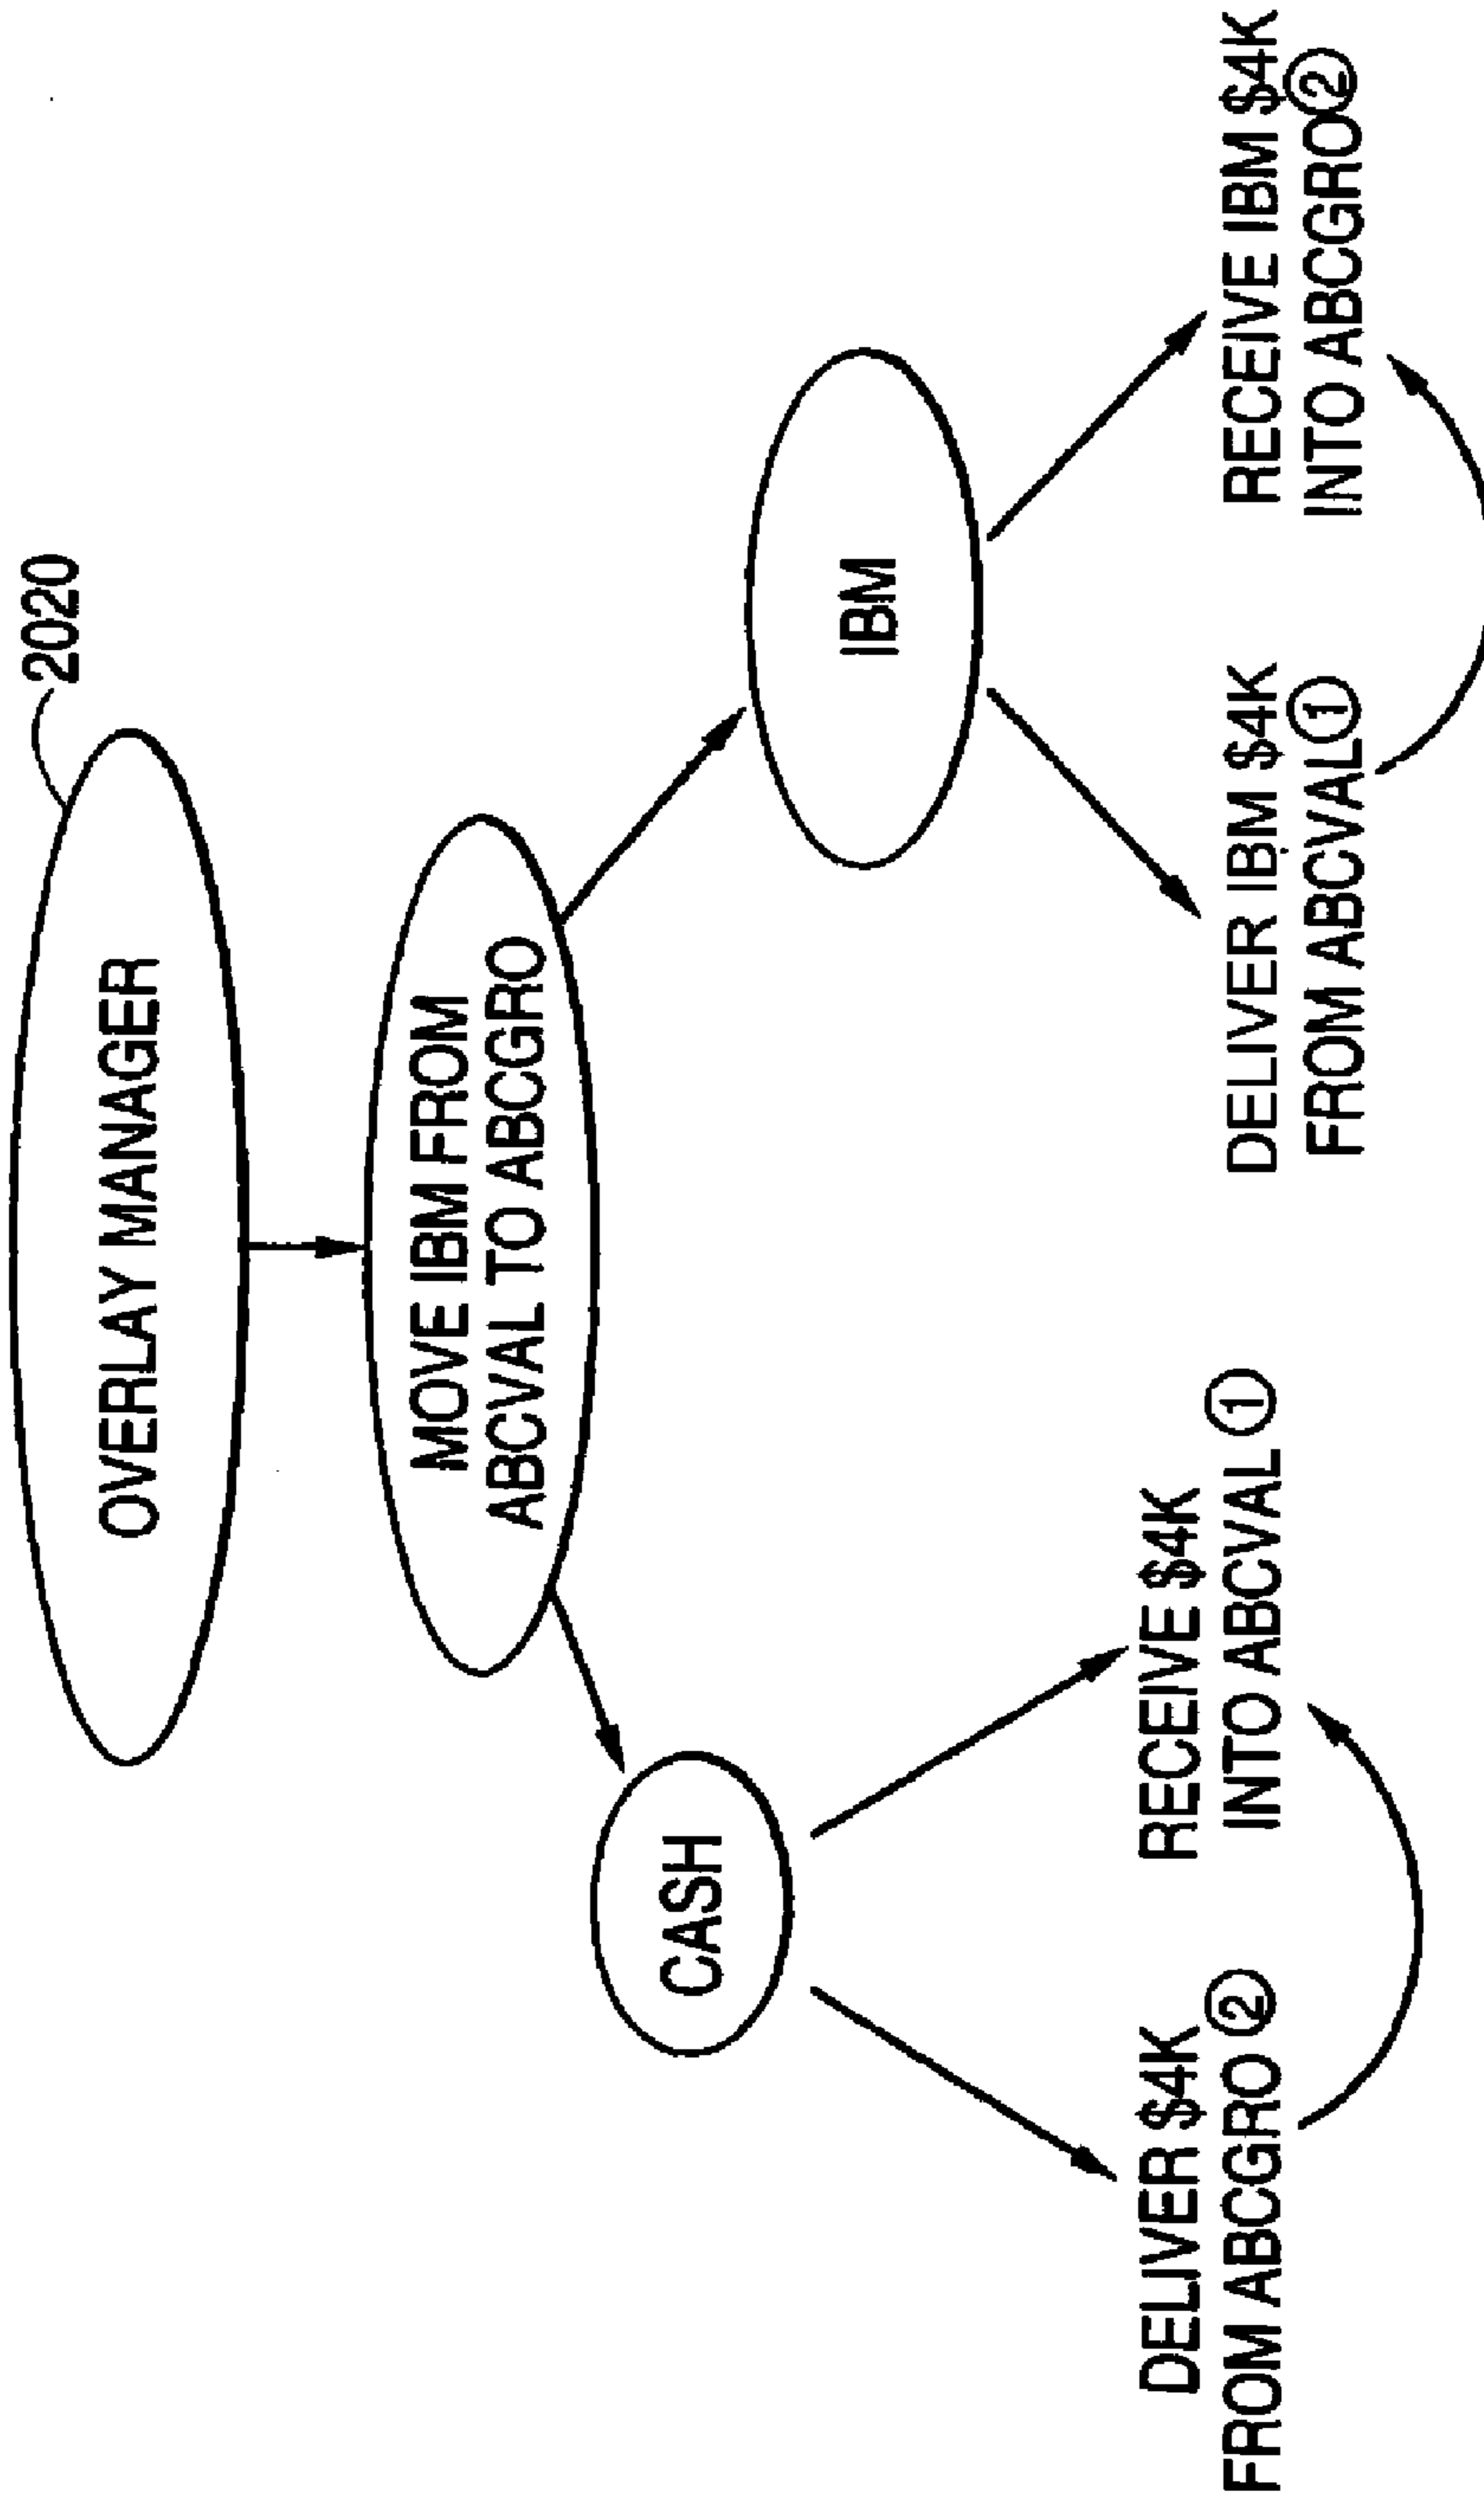 2020
OVERLAY MANAGER
MOVE IBM FROM
ABCVAL TO ABCGRO
CASH
IBM
DELIVER $4K
FROM ABCGRO ②
RECEIVE $4K
INTO ABCVAL ①
DELIVER IBM $4K
FROM ABCVAL ①
RECEIVE IBM $4K
INTO ABCGRO ②